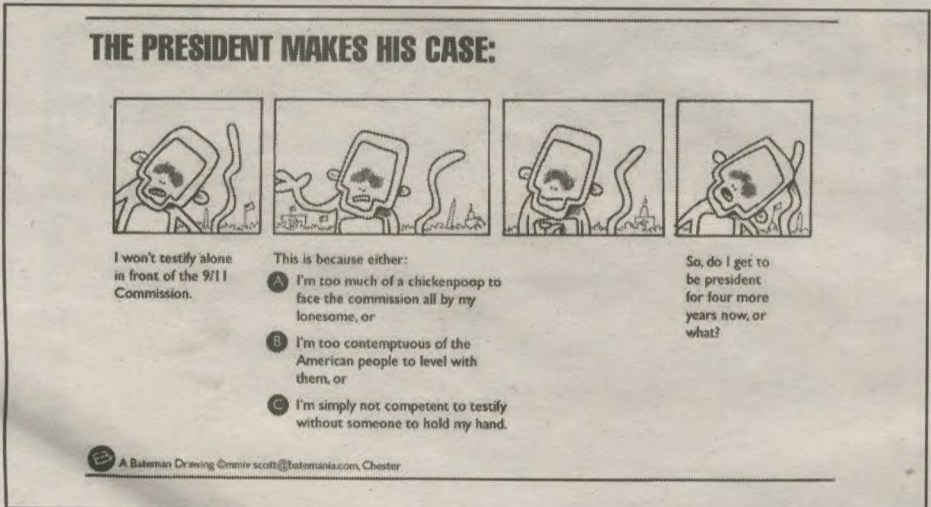 THE PRESIDENT MAKES HIS CASE:
I won't testify alone
in front of the 9/11
Commission.
This is because either:
A I'm too much of a chickenpoop to
face the commission all by my
lonesome, or
B I'm too contemptuous of the
American people to level with
them, or
C I'm simply not competent to testify
without someone to hold my hand.
So, do I get to
be president
for four more
years now, or
what?
A Bateman Drawing ©mmiv scott@batemania.com, Chester